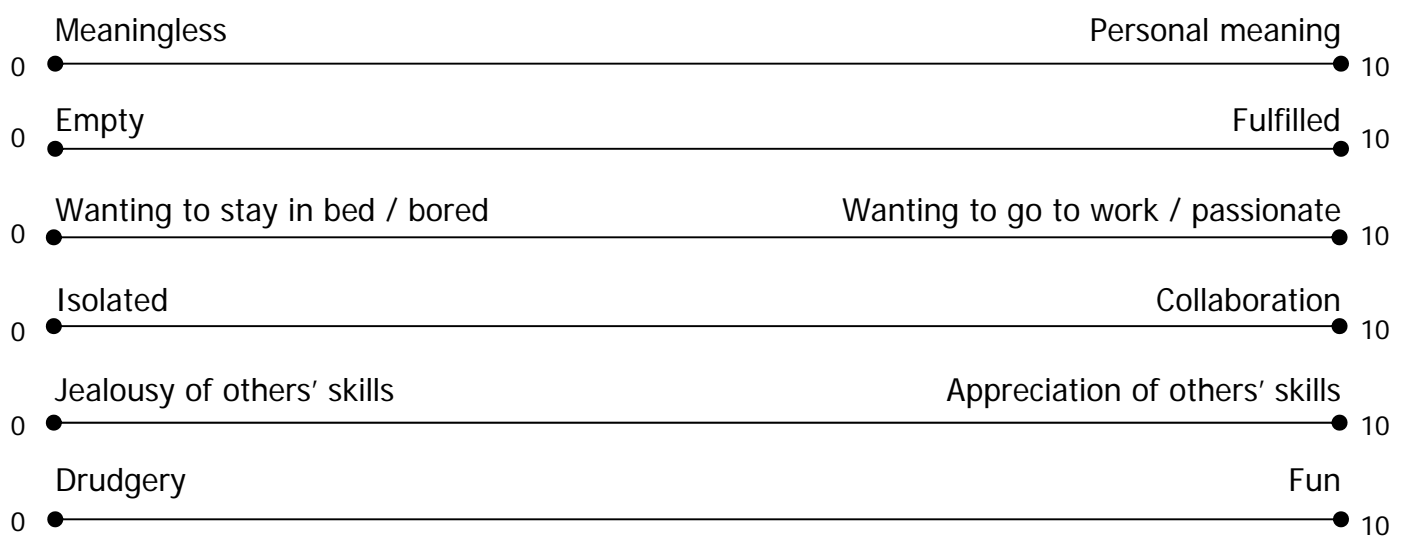 Meaningless Personal meaning
0 10
Empty Fulfilled
0 10
Wanting to stay in bed / bored Wanting to go to work / passionate
0 10
Isolated Collaboration
0 10
Jealousy of others' skills Appreciation of others' skills
0 10
Drudgery Fun
0 10